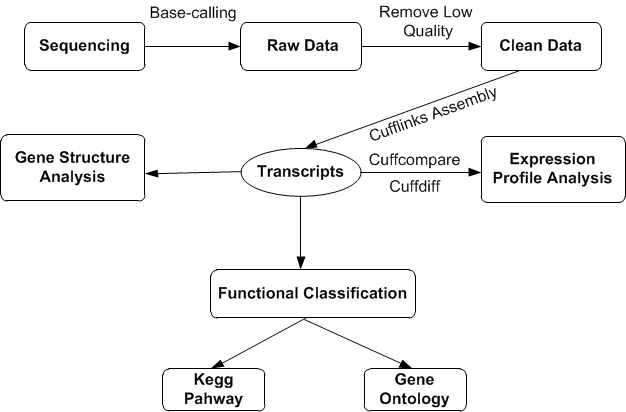 Base-calling
Remove Low
Quality
Sequencing
Raw Data
Clean Data
Cufflinks Assembly
Gene Structure
Analysis
Transcripts
Cuffcompare
Cuffdiff
Expression
Profile Analysis
Functional Classification
Kegg
Pahway
Gene
Ontology